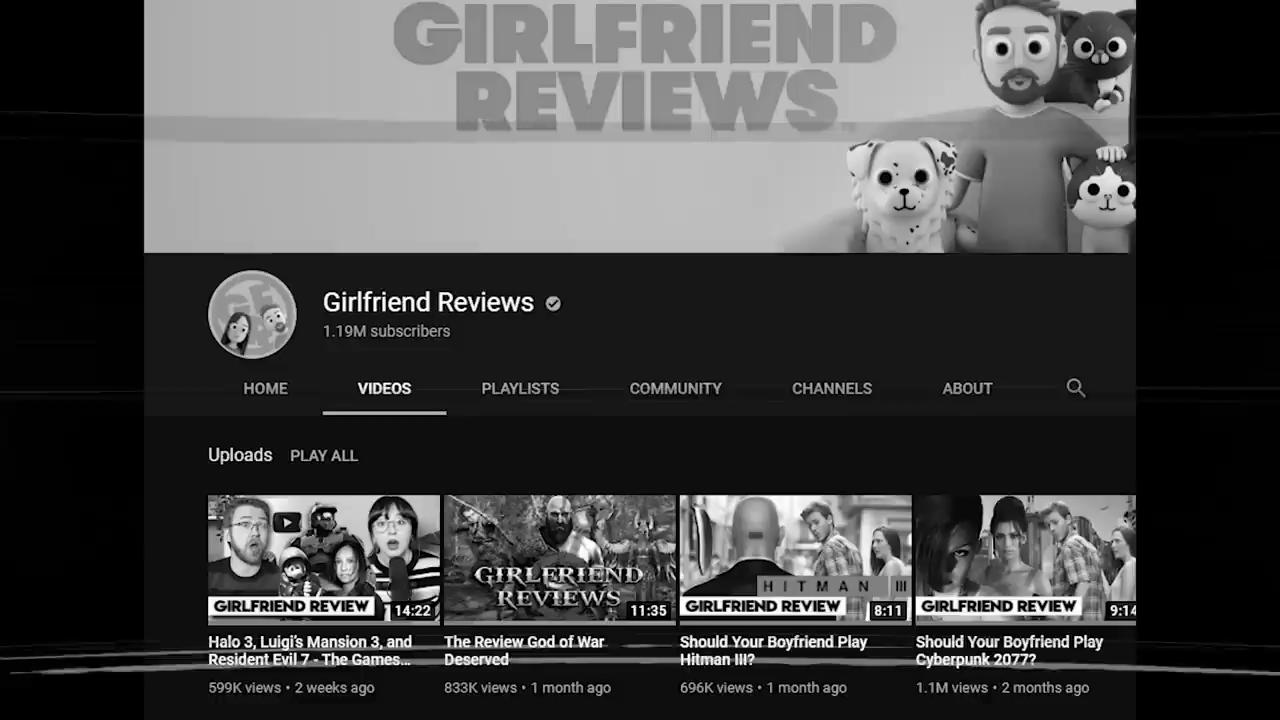 GIRLFRIEND
REVIEWS
Girlfriend Reviews
1.19M subscribers
HOME VIDEOS PLAYLISTS COMMUNITY CHANNELS ABOUT
Uploads PLAY ALL
GIRLFRIEND REVIEW 14:22
GIRLFRIEND
REVIEWS 11:35
HITMAN III
GIRLFRIEND REVIEW 8:11
GIRLFRIEND REVIEW 9:14
Halo 3, Luigi's Mansion 3, and
Resident Evil 7 - The Games...
599K views • 2 weeks ago
The Review God of War
Deserved
833K views • 1 month ago
Should Your Boyfriend Play
Hitman III?
696K views • 1 month ago
Should Your Boyfriend Play
Cyberpunk 2077?
1.1M views • 2 months ago